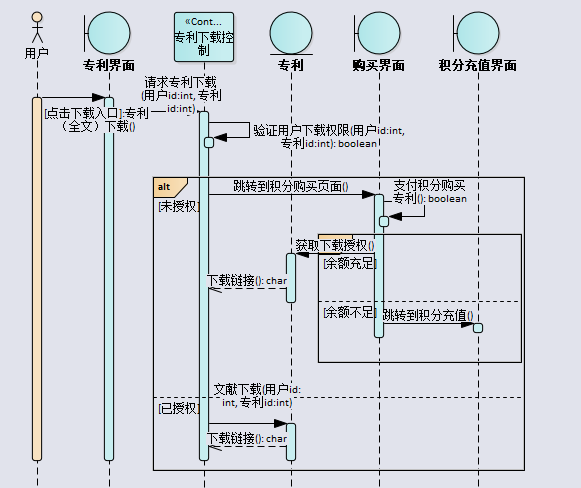 «Cont...
专利下载控
制
用户
专利界面
专利
购买界面
积分充值界面
请求专利下载
(用户id:int, 专利
id:int)
[点击下载入口]:专利
（全文）下载()
验证用户下载权限(用户id:int,
专利id:int): boolean
alt
跳转到积分购买页面()
支付积分购买
专利(): boolean
[未授权]
获取下载授权()
[余额充足]
下载链接(): char
[余额不足]
跳转到积分充值()
文献下载(用户id:
int, 专利id:int)
[已授权]
下载链接(): char